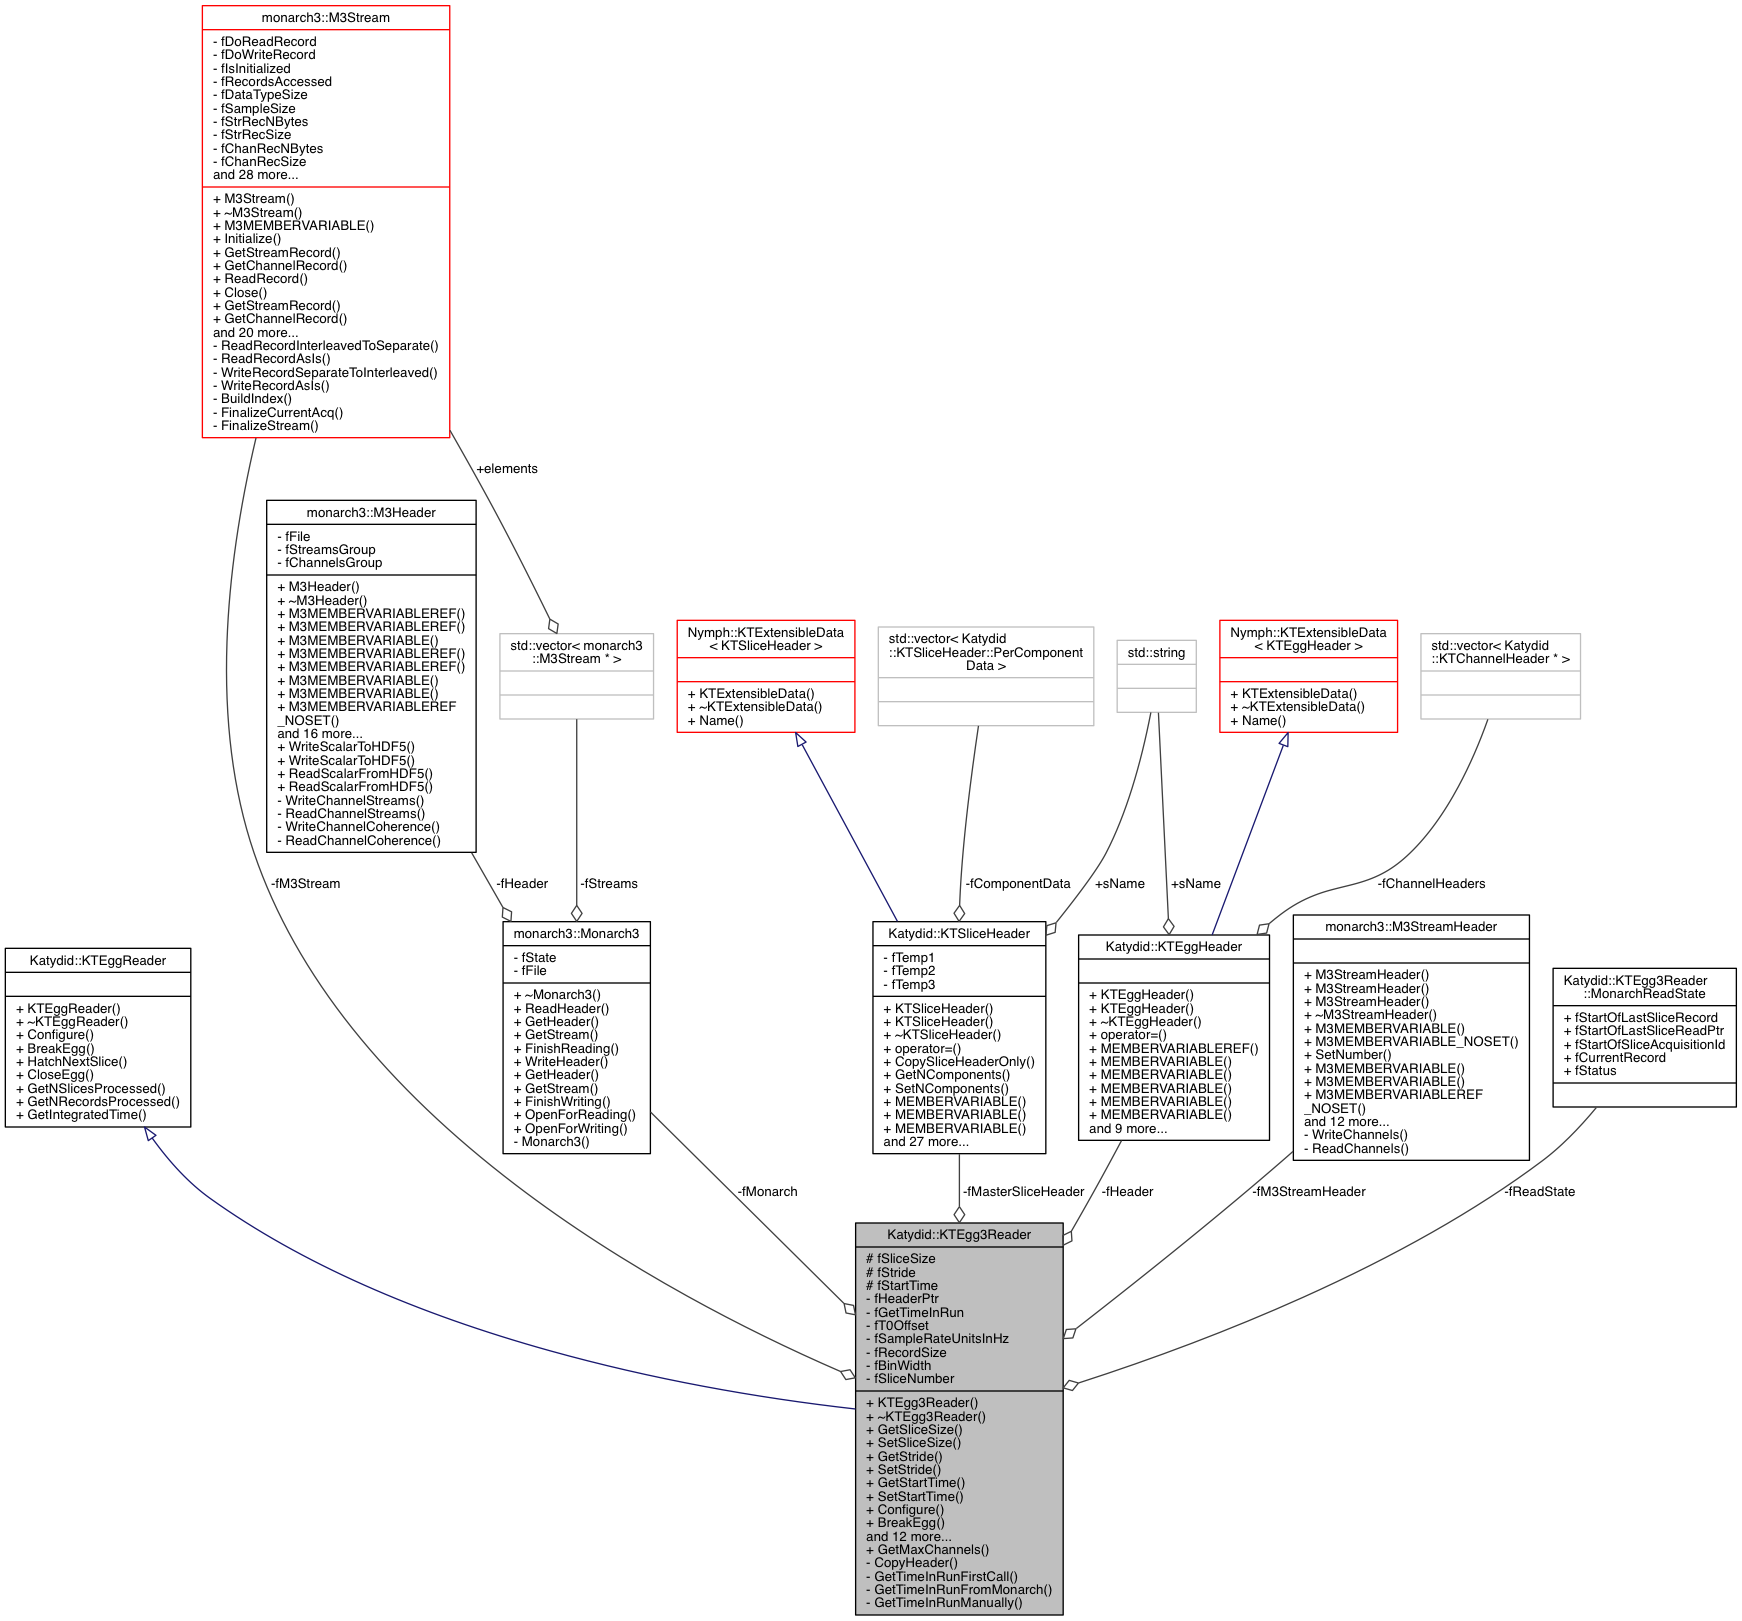 monarch3::M3Stream
- fDoReadRecord
- fDoWriteRecord
- fIsInitialized
- fRecordsAccessed
- fDataTypeSize
- fSampleSize
- fStrRecNBytes
- fStrRecSize
- fChanRecNBytes
- fChanRecSize
and 28 more...
+ M3Stream()
+ ~M3Stream()
+ M3MEMBERVARIABLE()
+ Initialize()
+ GetStreamRecord()
+ GetChannelRecord()
+ ReadRecord()
+ Close()
+ GetStreamRecord()
+ GetChannelRecord()
and 20 more...
- ReadRecordInterleavedToSeparate()
- ReadRecordAsIs()
- WriteRecordSeparateToInterleaved()
- WriteRecordAsIs()
- BuildIndex()
- FinalizeCurrentAcq()
- FinalizeStream()
+elements
monarch3::M3Header
- fFile
- fStreamsGroup
- fChannelsGroup
+ M3Header()
+ ~M3Header()
+ M3MEMBERVARIABLEREF()
+ M3MEMBERVARIABLEREF()
+ M3MEMBERVARIABLE()
+ M3MEMBERVARIABLEREF()
+ M3MEMBERVARIABLEREF()
+ M3MEMBERVARIABLE()
+ M3MEMBERVARIABLE()
+ M3MEMBERVARIABLEREF
_NOSET()
and 16 more...
+ WriteScalarToHDF5()
+ WriteScalarToHDF5()
+ ReadScalarFromHDF5()
+ ReadScalarFromHDF5()
- WriteChannelStreams()
- ReadChannelStreams()
- WriteChannelCoherence()
- ReadChannelCoherence()
std::vector< monarch3
::M3Stream * >
Nymph::KTExtensibleData
< KTSliceHeader >
+ KTExtensibleData()
+ ~KTExtensibleData()
+ Name()
std::vector< Katydid
::KTSliceHeader::PerComponent
Data >
std::string
Nymph::KTExtensibleData
< KTEggHeader >
+ KTExtensibleData()
+ ~KTExtensibleData()
+ Name()
std::vector< Katydid
::KTChannelHeader * >
-fM3Stream
-fHeader
-fStreams
-fComponentData
+sName
+sName
-fChannelHeaders
Katydid::KTEggReader
+ KTEggReader()
+ ~KTEggReader()
+ Configure()
+ BreakEgg()
+ HatchNextSlice()
+ CloseEgg()
+ GetNSlicesProcessed()
+ GetNRecordsProcessed()
+ GetIntegratedTime()
monarch3::Monarch3
- fState
- fFile
+ ~Monarch3()
+ ReadHeader()
+ GetHeader()
+ GetStream()
+ FinishReading()
+ WriteHeader()
+ GetHeader()
+ GetStream()
+ FinishWriting()
+ OpenForReading()
+ OpenForWriting()
- Monarch3()
Katydid::KTSliceHeader
- fTemp1
- fTemp2
- fTemp3
+ KTSliceHeader()
+ KTSliceHeader()
+ ~KTSliceHeader()
+ operator=()
+ CopySliceHeaderOnly()
+ GetNComponents()
+ SetNComponents()
+ MEMBERVARIABLE()
+ MEMBERVARIABLE()
+ MEMBERVARIABLE()
and 27 more...
Katydid::KTEggHeader
+ KTEggHeader()
+ KTEggHeader()
+ ~KTEggHeader()
+ operator=()
+ MEMBERVARIABLEREF()
+ MEMBERVARIABLE()
+ MEMBERVARIABLE()
+ MEMBERVARIABLE()
+ MEMBERVARIABLE()
+ MEMBERVARIABLE()
and 9 more...
monarch3::M3StreamHeader
+ M3StreamHeader()
+ M3StreamHeader()
+ M3StreamHeader()
+ ~M3StreamHeader()
+ M3MEMBERVARIABLE()
+ M3MEMBERVARIABLE_NOSET()
+ SetNumber()
+ M3MEMBERVARIABLE()
+ M3MEMBERVARIABLE()
+ M3MEMBERVARIABLEREF
_NOSET()
and 12 more...
- WriteChannels()
- ReadChannels()
Katydid::KTEgg3Reader
::MonarchReadState
+ fStartOfLastSliceRecord
+ fStartOfLastSliceReadPtr
+ fStartOfSliceAcquisitionId
+ fCurrentRecord
+ fStatus
-fMonarch
-fMasterSliceHeader
-fHeader
-fM3StreamHeader
-fReadState
Katydid::KTEgg3Reader
# fSliceSize
# fStride
# fStartTime
- fHeaderPtr
- fGetTimeInRun
- fT0Offset
- fSampleRateUnitsInHz
- fRecordSize
- fBinWidth
- fSliceNumber
+ KTEgg3Reader()
+ ~KTEgg3Reader()
+ GetSliceSize()
+ SetSliceSize()
+ GetStride()
+ SetStride()
+ GetStartTime()
+ SetStartTime()
+ Configure()
+ BreakEgg()
and 12 more...
+ GetMaxChannels()
- CopyHeader()
- GetTimeInRunFirstCall()
- GetTimeInRunFromMonarch()
- GetTimeInRunManually()